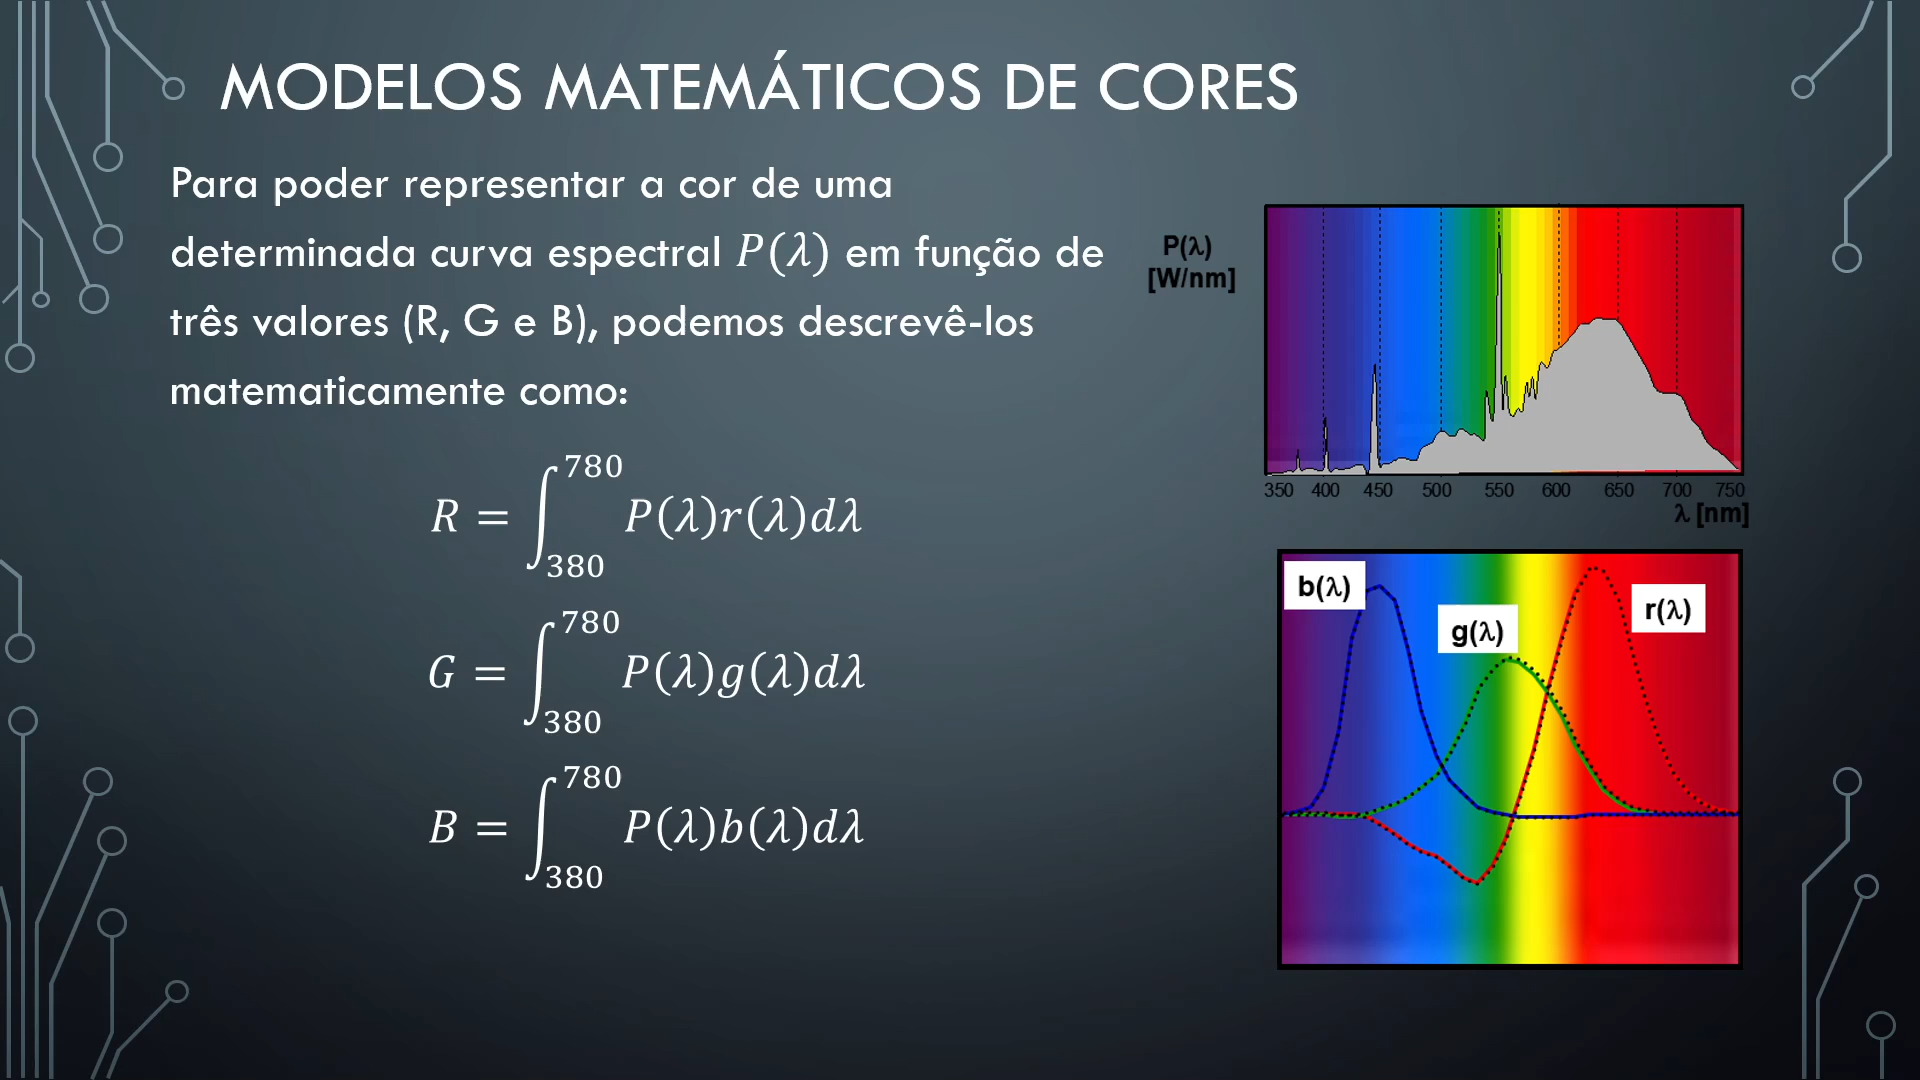 MODELOS MATEMÁTICOS DE CORES
Para poder representar a cor de uma
determinada curva espectral P(λ) em função de
três valores (R, G e B), podemos descrevê-los
matematicamente como:
R = ∫_{380}^{780} P(λ)r(λ)dλ
G = ∫_{380}^{780} P(λ)g(λ)dλ
B = ∫_{380}^{780} P(λ)b(λ)dλ
P(λ)
[W/nm]
350 400 450 500 550 600 650 700 750
λ [nm]
b(λ)
g(λ)
r(λ)